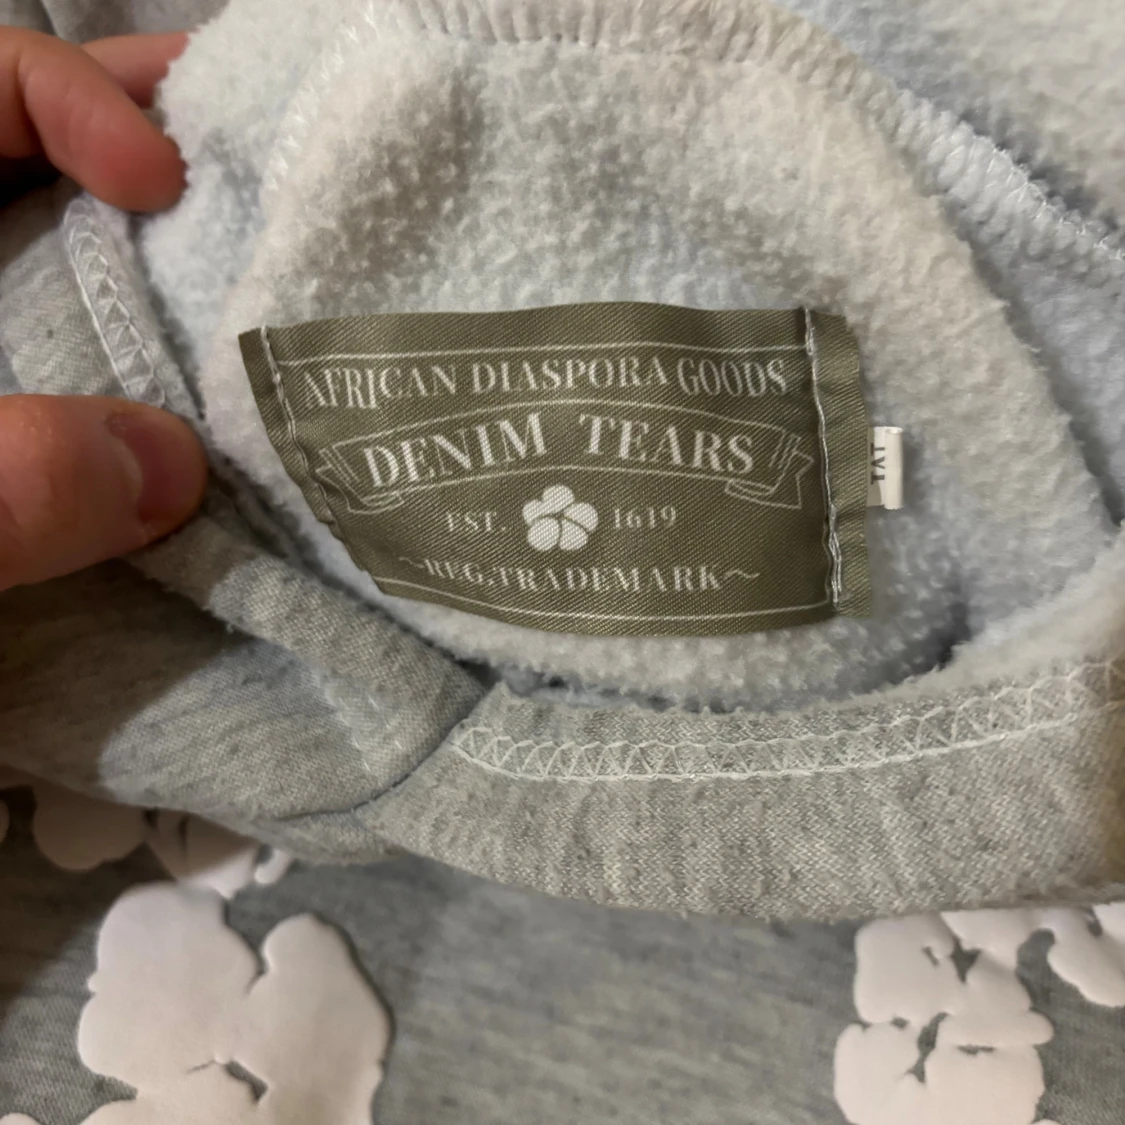 AFRICAN DIASPORA GOODS
DENIM TEARS
EST. 1619
~REG.TRADEMARK~